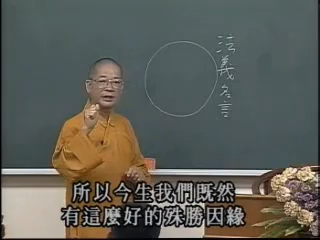 法義名言
所以今生我們既然
有這麼好的殊勝因緣